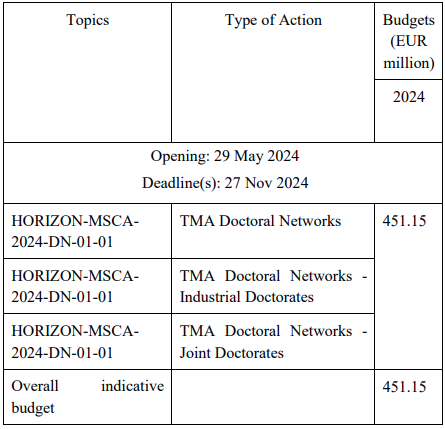 Topics
Type of Action
Budgets
(EUR
million)
2024
Opening: 29 May 2024
Deadline(s): 27 Nov 2024
HORIZON-MSCA-
2024-DN-01-01
TMA Doctoral Networks
451.15
HORIZON-MSCA-
2024-DN-01-01
TMA Doctoral Networks -
Industrial Doctorates
HORIZON-MSCA-
2024-DN-01-01
TMA Doctoral Networks -
Joint Doctorates
Overall indicative
budget
451.15